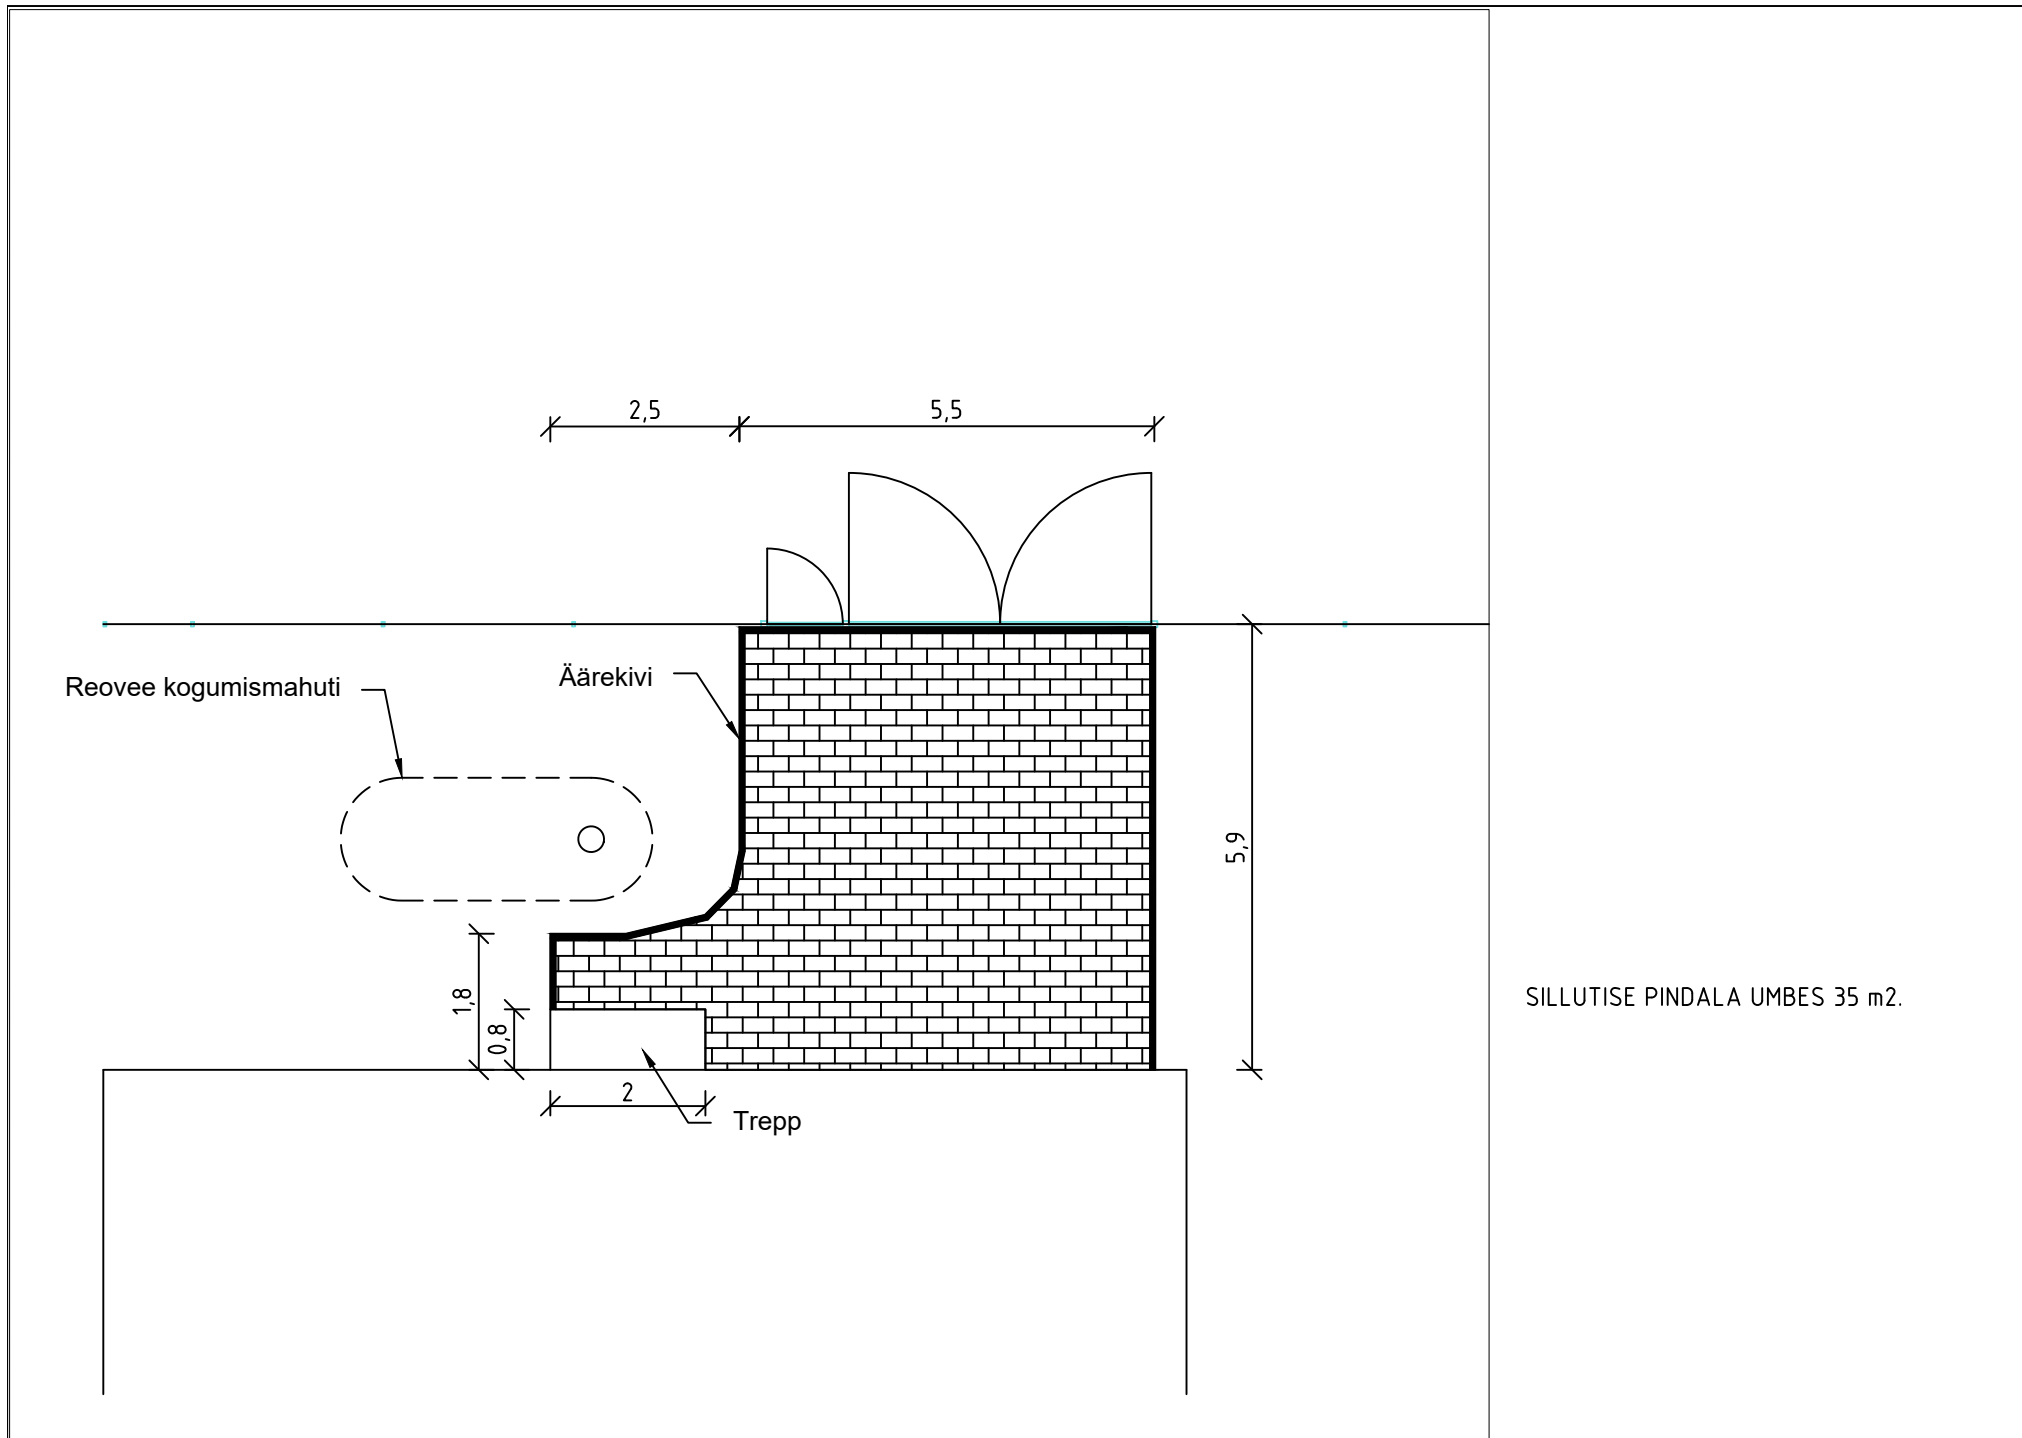 2,5
5,5
Äärekivi
Reovee kogumismahuti
5,9
1,8
0,8
SILLUTISE PINDALA UMBES 35 m2.
2
Trepp